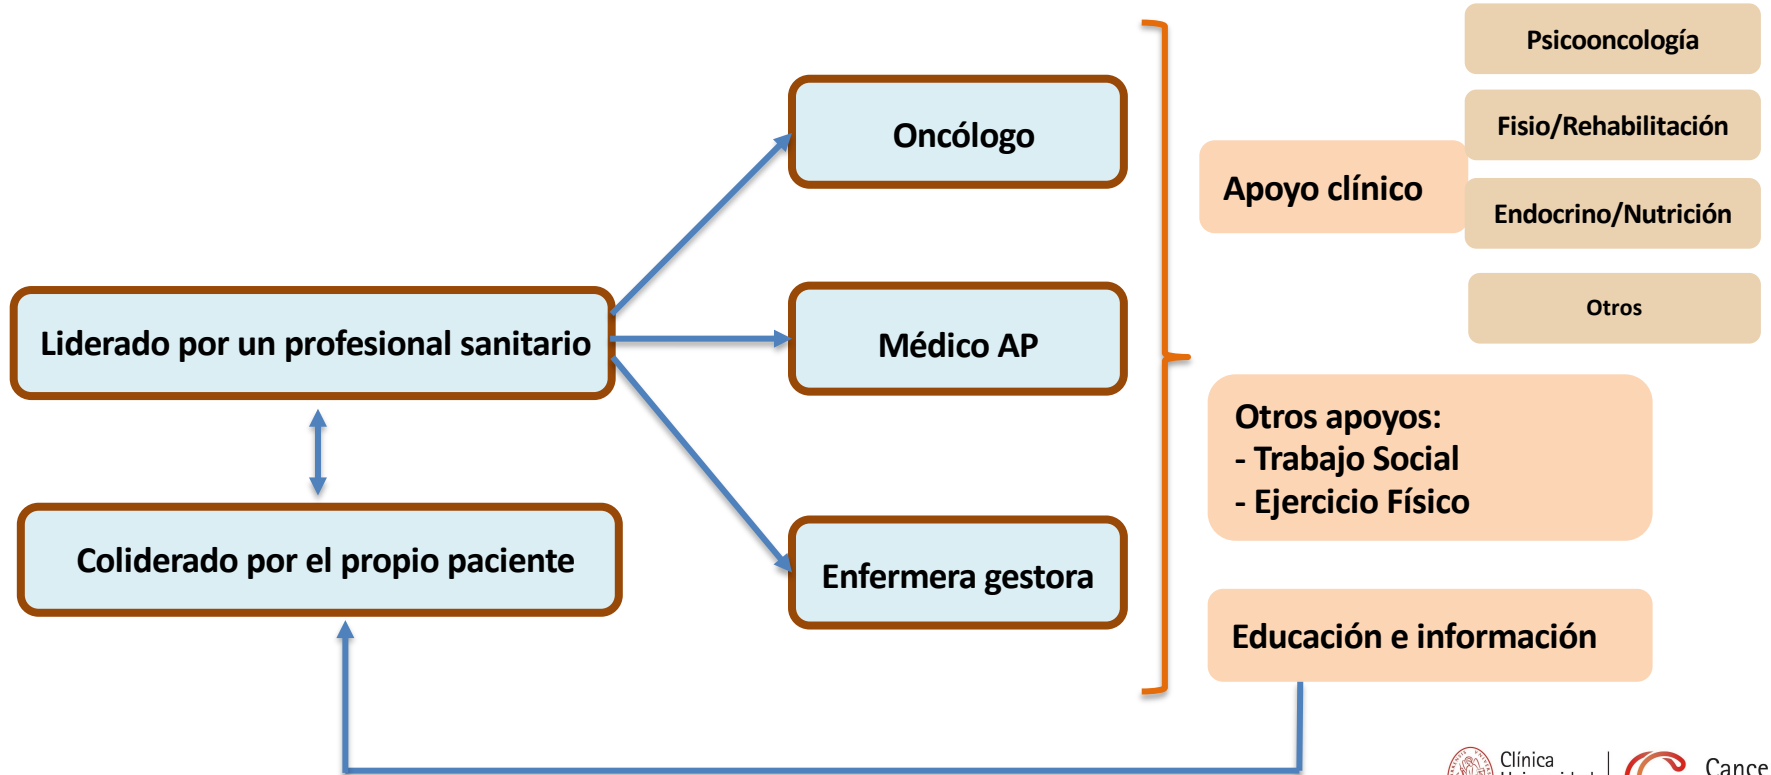 Psicooncología
Oncólogo
Fisio/Rehabilitación
Apoyo clínico
Endocrino/Nutrición
Otros
Liderado por un profesional sanitario
Médico AP
Otros apoyos:
- Trabajo Social
- Ejercicio Físico
Coliderado por el propio paciente
Enfermera gestora
Educación e información
Clínica
Cance